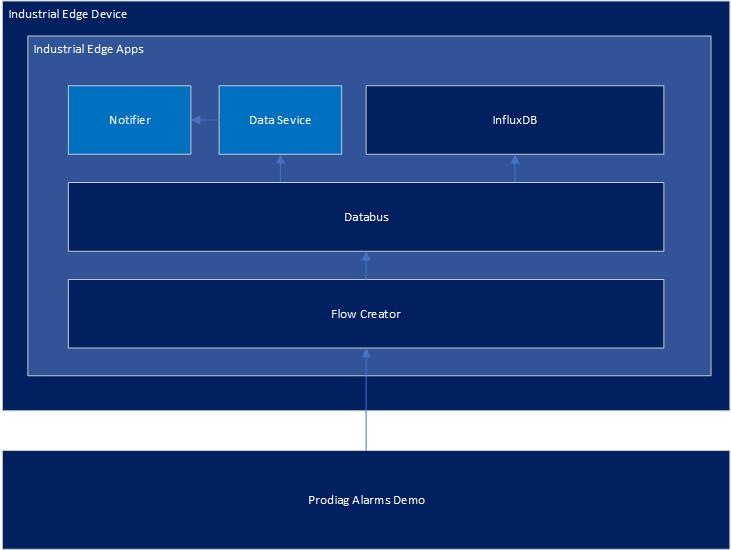 Industrial Edge Device
Industrial Edge Apps
Notifier
Data Sevice
InfluxDB
Databus
Flow Creator
Prodiag Alarms Demo